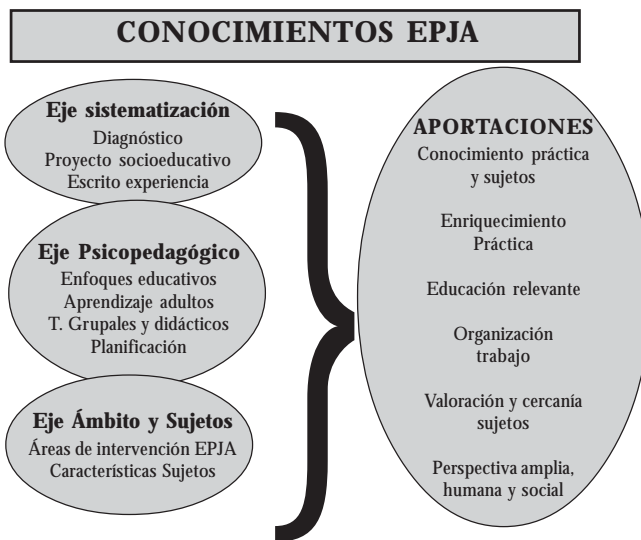 CONOCIMIENTOS EPJA
Eje sistematización
Diagnóstico
Proyecto socioeducativo
Escrito experiencia
Eje Psicopedagógico
Enfoques educativos
Aprendizaje adultos
T. Grupales y didácticos
Planificación
Eje Ámbito y Sujetos
Áreas de intervención EPJA
Características Sujetos
APORTACIONES
Conocimiento práctica
y sujetos
Enriquecimiento
Práctica
Educación relevante
Organización
trabajo
Valoración y cercanía
sujetos
Perspectiva amplia,
humana y social